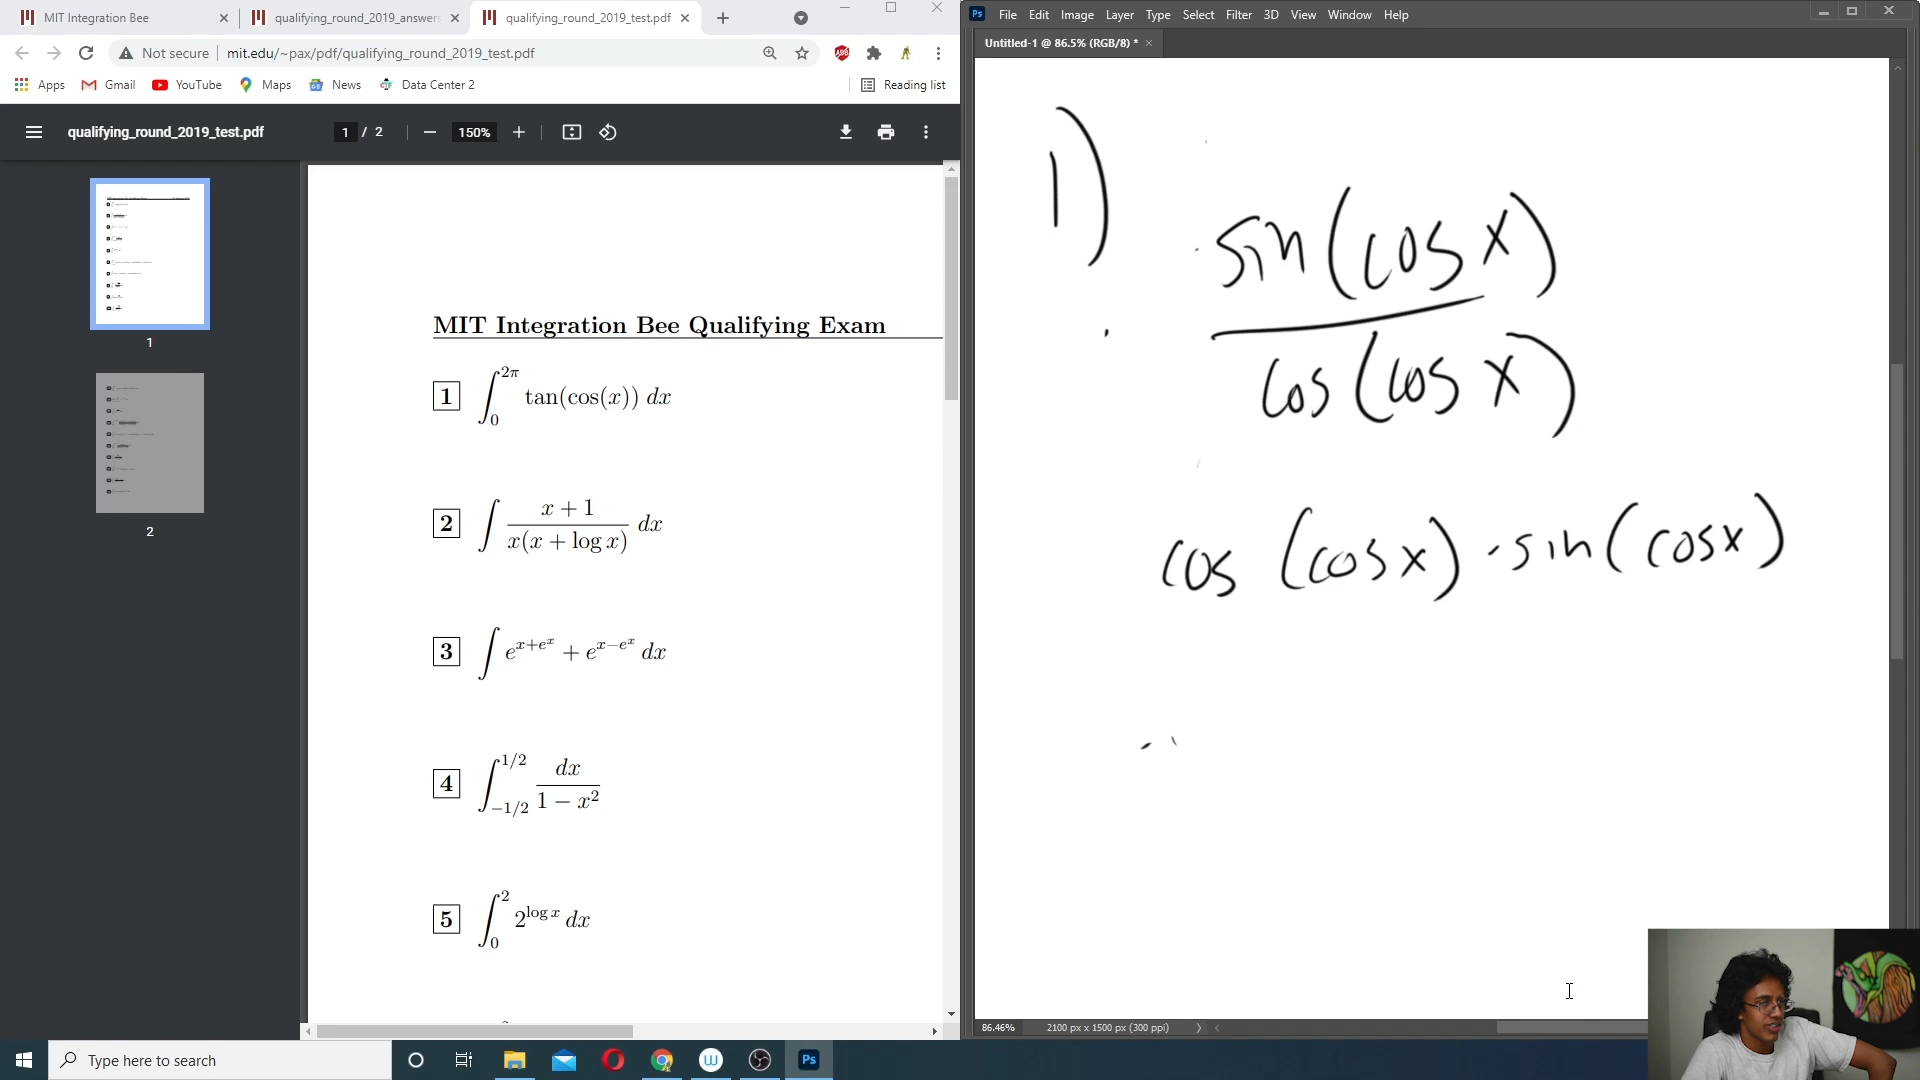 MIT Integration Bee
qualifying_round_2019_answers
qualifying_round_2019_test.pdf
Not secure
mit.edu/~pax/pdf/qualifying_round_2019_test.pdf
Apps
Gmail
YouTube
Maps
News
Data Center 2
Reading list
qualifying_round_2019_test.pdf
1 / 2
150%
1
2
MIT Integration Bee Qualifying Exam
1 ∫_0^{2π} tan(cos(x)) dx
2 ∫ (x + 1)/(x(x + log x)) dx
3 ∫ e^{x+e^x} + e^{x−e^x} dx
4 ∫_{−1/2}^{1/2} dx/(1 − x^2)
5 ∫_0^2 2^{log x} dx
Type here to search
Ps File Edit Image Layer Type Select Filter 3D View Window Help
Untitled-1 @ 86.5% (RGB/8) *
1)
sin(cos x)
cos(cos x)
cos (cos x) · sin(cos x)
86.46%
2100 px x 1500 px (300 ppi)
Ps